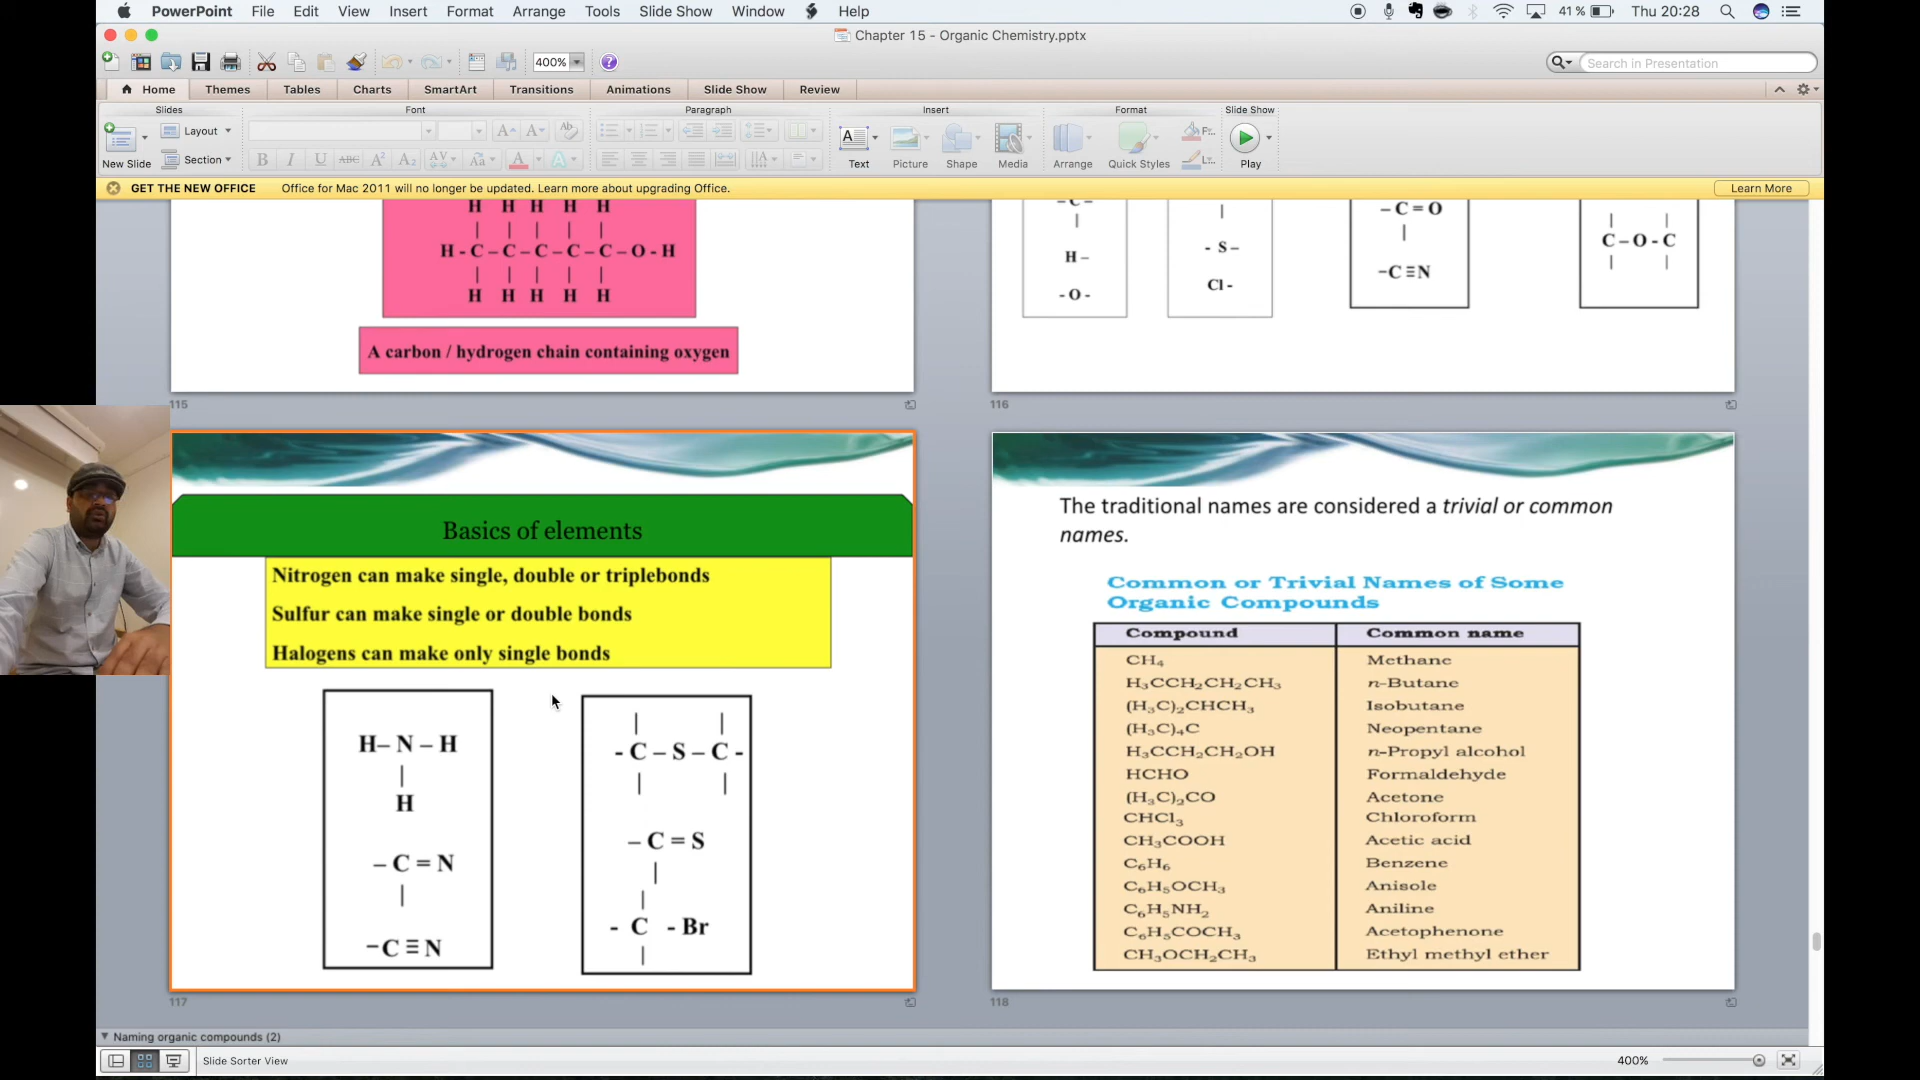 PowerPoint File Edit View Insert Format Arrange Tools Slide Show Window Help 41% Thu 20:28
Chapter 15 - Organic Chemistry.pptx
400% Search in Presentation
Home Themes Tables Charts SmartArt Transitions Animations Slide Show Review
Slides Font Paragraph Insert Format Slide Show
New Slide Layout Section
B I U ABC A² A₂ AV Aa A A
Text Picture Shape Media Arrange Quick Styles Play
GET THE NEW OFFICE Office for Mac 2011 will no longer be updated. Learn more about upgrading Office. Learn More
H H H H H
| | | | |
H - C – C – C – C – C – O – H
| | | | |
H H H H H
A carbon / hydrogen chain containing oxygen
115
– C –
|
H –
- O -
|
- S –
Cl -
– C = O
|
–C ≡ N
| |
C – O - C
| |
116
Basics of elements
Nitrogen can make single, double or triplebonds
Sulfur can make single or double bonds
Halogens can make only single bonds
H– N – H
|
H
– C = N
|
–C ≡ N
| |
- C – S – C -
| |
– C = S
|
|
- C - Br
|
117
The traditional names are considered a trivial or common
names.
Common or Trivial Names of Some
Organic Compounds
Compound Common name
CH₄ Methane
H₃CCH₂CH₂CH₃ n-Butane
(H₃C)₂CHCH₃ Isobutane
(H₃C)₄C Neopentane
H₃CCH₂CH₂OH n-Propyl alcohol
HCHO Formaldehyde
(H₃C)₂CO Acetone
CHCl₃ Chloroform
CH₃COOH Acetic acid
C₆H₆ Benzene
C₆H₅OCH₃ Anisole
C₆H₅NH₂ Aniline
C₆H₅COCH₃ Acetophenone
CH₃OCH₂CH₃ Ethyl methyl ether
118
Naming organic compounds (2)
Slide Sorter View 400%